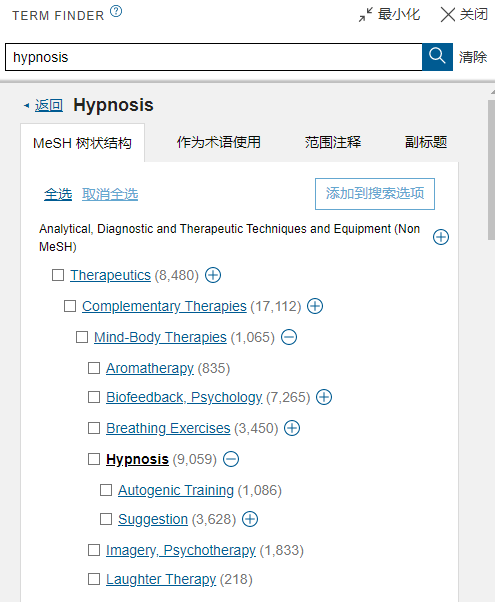 TERM FINDER ? 最小化 关闭
hypnosis 清除
返回 Hypnosis
MeSH 树状结构 作为术语使用 范围注释 副标题
全选 取消全选 添加到搜索选项
Analytical, Diagnostic and Therapeutic Techniques and Equipment (Non
MeSH)
Therapeutics (8,480)
Complementary Therapies (17,112)
Mind-Body Therapies (1,065)
Aromatherapy (835)
Biofeedback, Psychology (7,265)
Breathing Exercises (3,450)
Hypnosis (9,059)
Autogenic Training (1,086)
Suggestion (3,628)
Imagery, Psychotherapy (1,833)
Laughter Therapy (218)